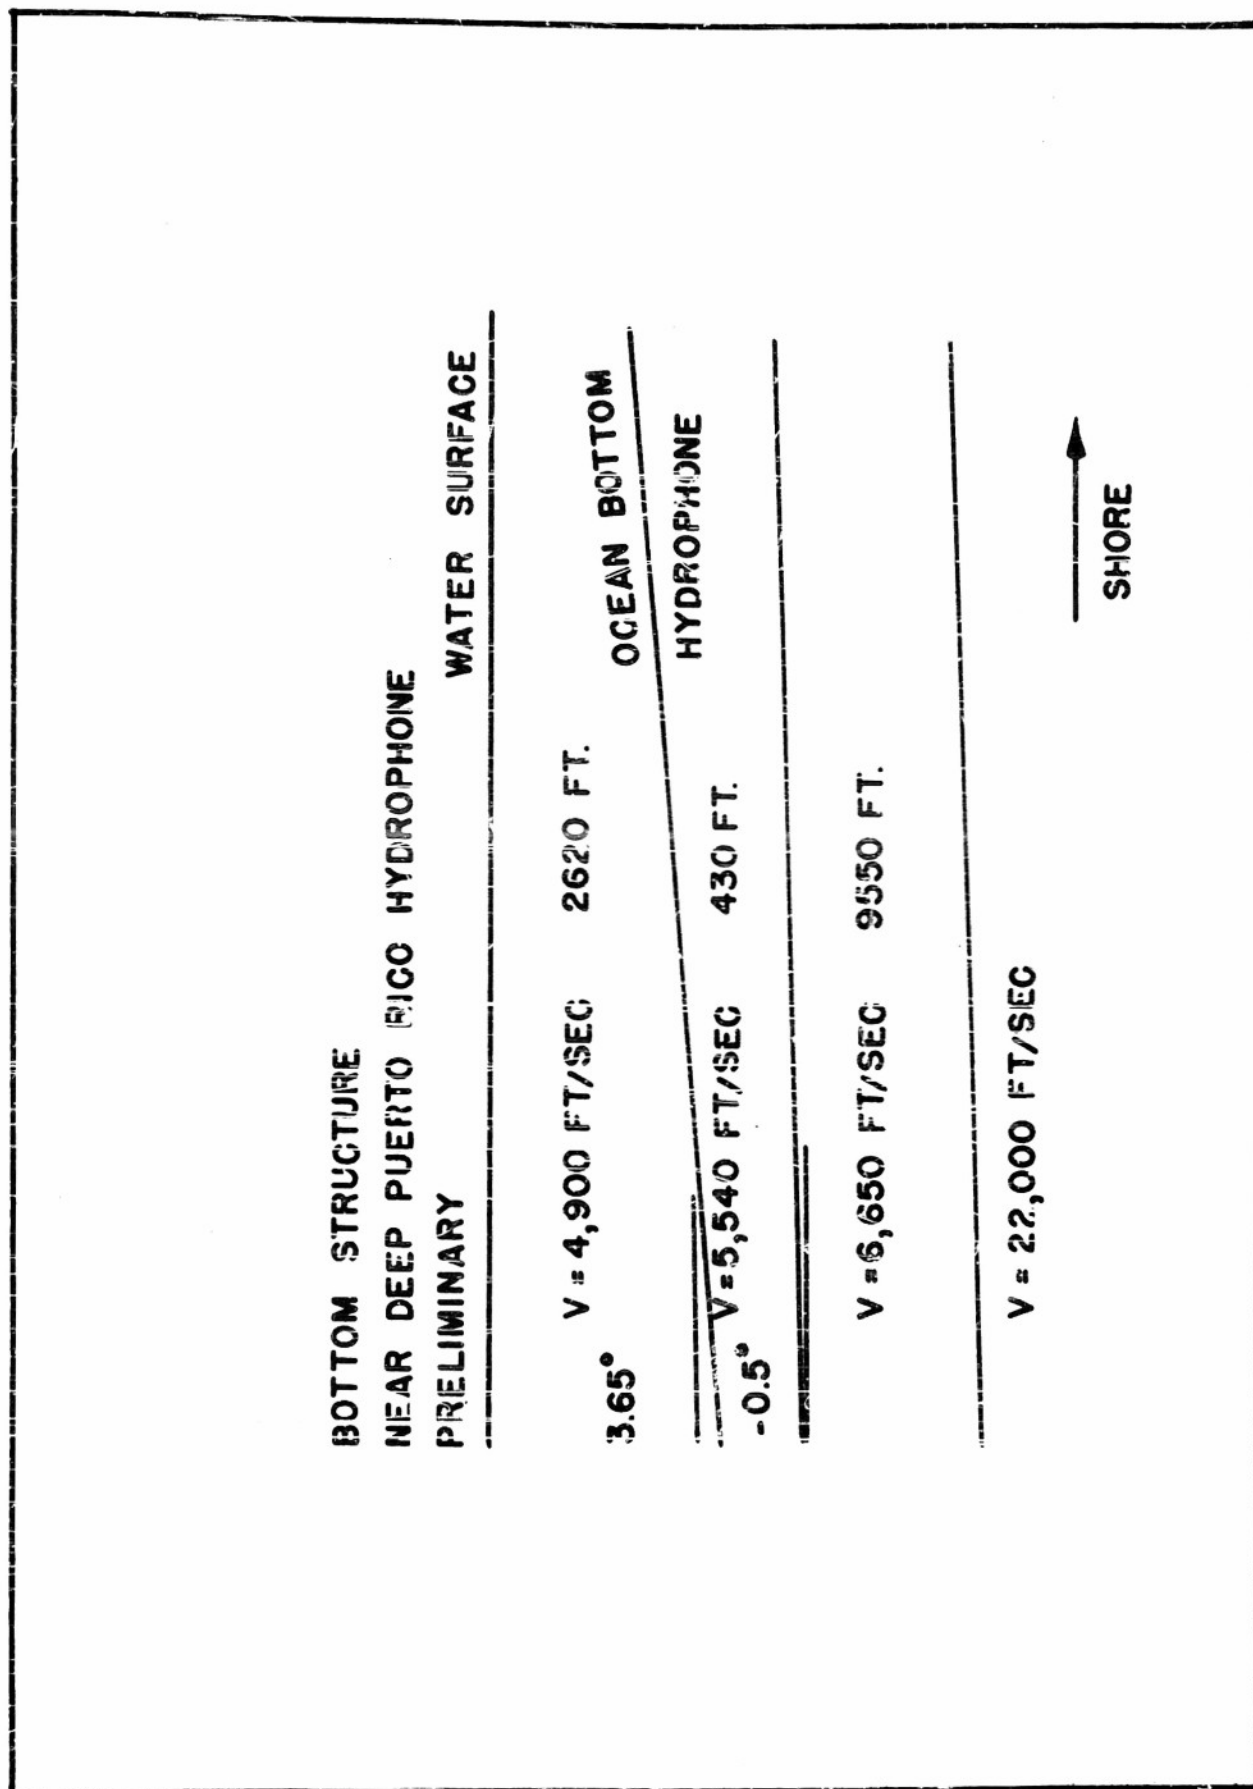 BOTTOM STRUCTURE
NEAR DEEP PUERTO RICO HYDROPHONE
PRELIMINARY
WATER SURFACE
V = 4,900 FT/SEC 2620 FT.
3.65°
OCEAN BOTTOM
HYDROPHONE
V = 5,540 FT/SEC 430 FT.
-0.5°
V = 6,650 FT/SEC 9550 FT.
V = 22,000 FT/SEC
SHORE